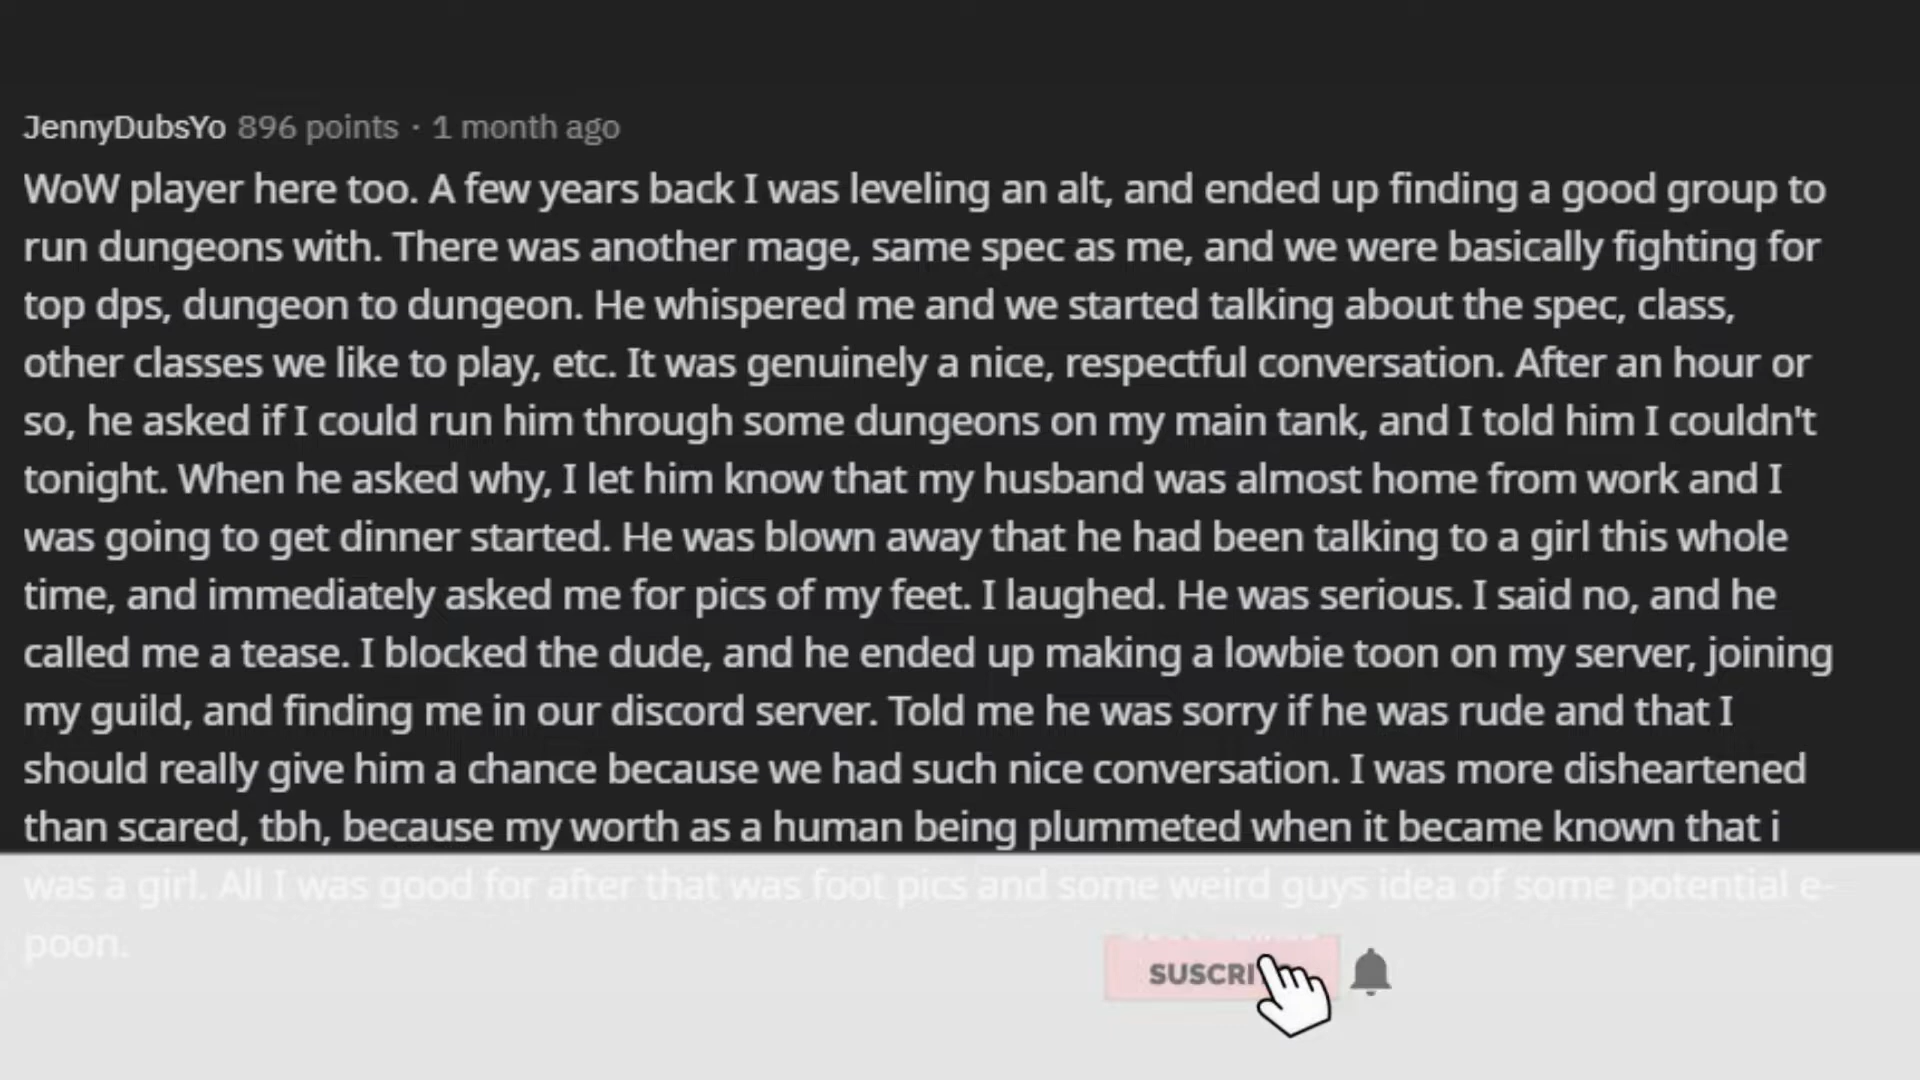 JennyDubsYo 896 points · 1 month ago
WoW player here too. A few years back I was leveling an alt, and ended up finding a good group to
run dungeons with. There was another mage, same spec as me, and we were basically fighting for
top dps, dungeon to dungeon. He whispered me and we started talking about the spec, class,
other classes we like to play, etc. It was genuinely a nice, respectful conversation. After an hour or
so, he asked if I could run him through some dungeons on my main tank, and I told him I couldn't
tonight. When he asked why, I let him know that my husband was almost home from work and I
was going to get dinner started. He was blown away that he had been talking to a girl this whole
time, and immediately asked me for pics of my feet. I laughed. He was serious. I said no, and he
called me a tease. I blocked the dude, and he ended up making a lowbie toon on my server, joining
my guild, and finding me in our discord server. Told me he was sorry if he was rude and that I
should really give him a chance because we had such nice conversation. I was more disheartened
than scared, tbh, because my worth as a human being plummeted when it became known that i
was a girl. All I was good for after that was foot pics and some weird guys idea of some potential e-
poon.